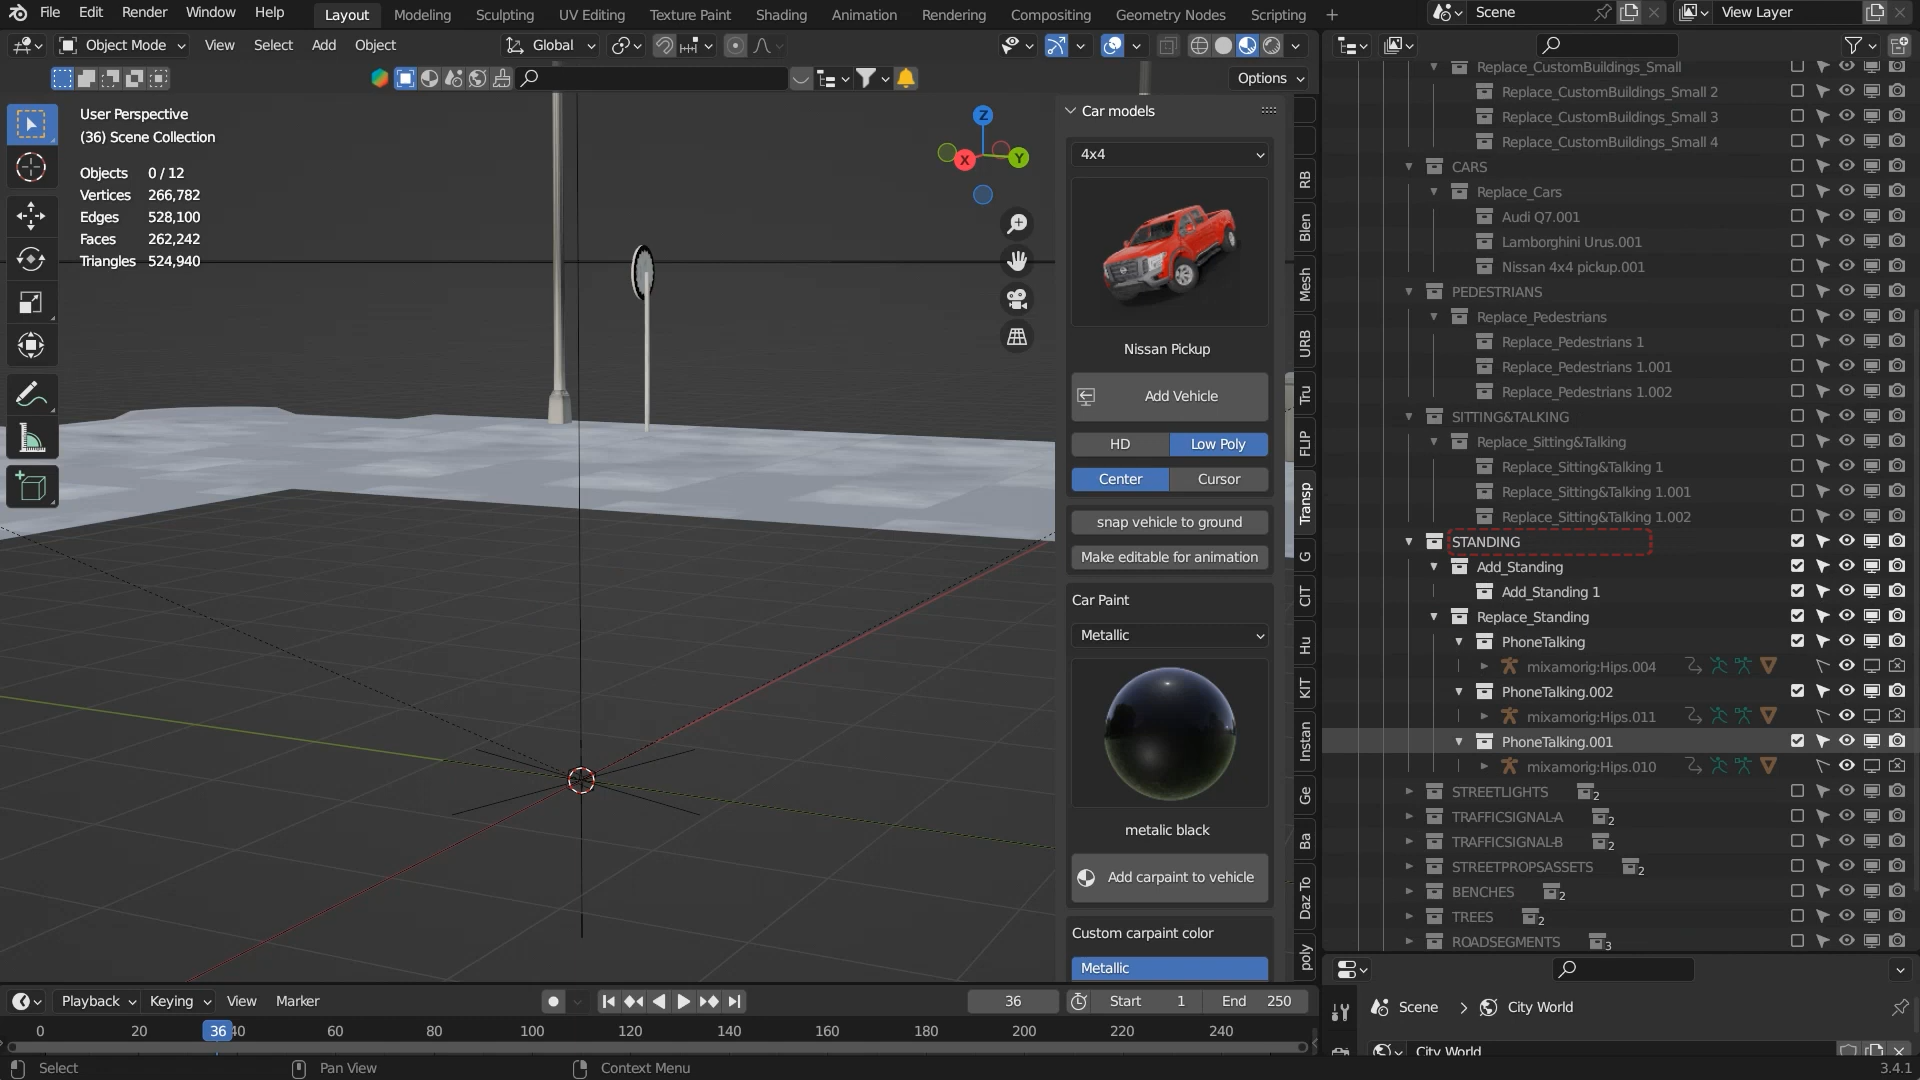 File Edit Render Window Help Layout Modeling Sculpting UV Editing Texture Paint Shading Animation Rendering Compositing Geometry Nodes Scripting + Scene View Layer
Object Mode View Select Add Object Global
Options
User Perspective
(36) Scene Collection
Objects 0 / 12
Vertices 266,782
Edges 528,100
Faces 262,242
Triangles 524,940
Z
X
Y
Car models
4x4
Nissan Pickup
Add Vehicle
HD Low Poly
Center Cursor
snap vehicle to ground
Make editable for animation
Car Paint
Metallic
metalic black
Add carpaint to vehicle
Custom carpaint color
Metallic
RB
Blen
Mesh
URB
Tru
FLIP
Transp
G
CIT
Hu
KIT
Instan
Ge
Ba
Daz To
poly
Replace_CustomBuildings_Small
Replace_CustomBuildings_Small 2
Replace_CustomBuildings_Small 3
Replace_CustomBuildings_Small 4
CARS
Replace_Cars
Audi Q7.001
Lamborghini Urus.001
Nissan 4x4 pickup.001
PEDESTRIANS
Replace_Pedestrians
Replace_Pedestrians 1
Replace_Pedestrians 1.001
Replace_Pedestrians 1.002
SITTING&TALKING
Replace_Sitting&Talking
Replace_Sitting&Talking 1
Replace_Sitting&Talking 1.001
Replace_Sitting&Talking 1.002
STANDING
Add_Standing
Add_Standing 1
Replace_Standing
PhoneTalking
mixamorig:Hips.004
PhoneTalking.002
mixamorig:Hips.011
PhoneTalking.001
mixamorig:Hips.010
STREETLIGHTS 2
TRAFFICSIGNAL-A 2
TRAFFICSIGNAL-B 2
STREETPROPSASSETS 2
BENCHES 2
TREES 2
ROADSEGMENTS 3
Scene > City World
City World
Playback Keying View Marker 36 Start 1 End 250
0 20 36 40 60 80 100 120 140 160 180 200 220 240
Select Pan View Context Menu 3.4.1